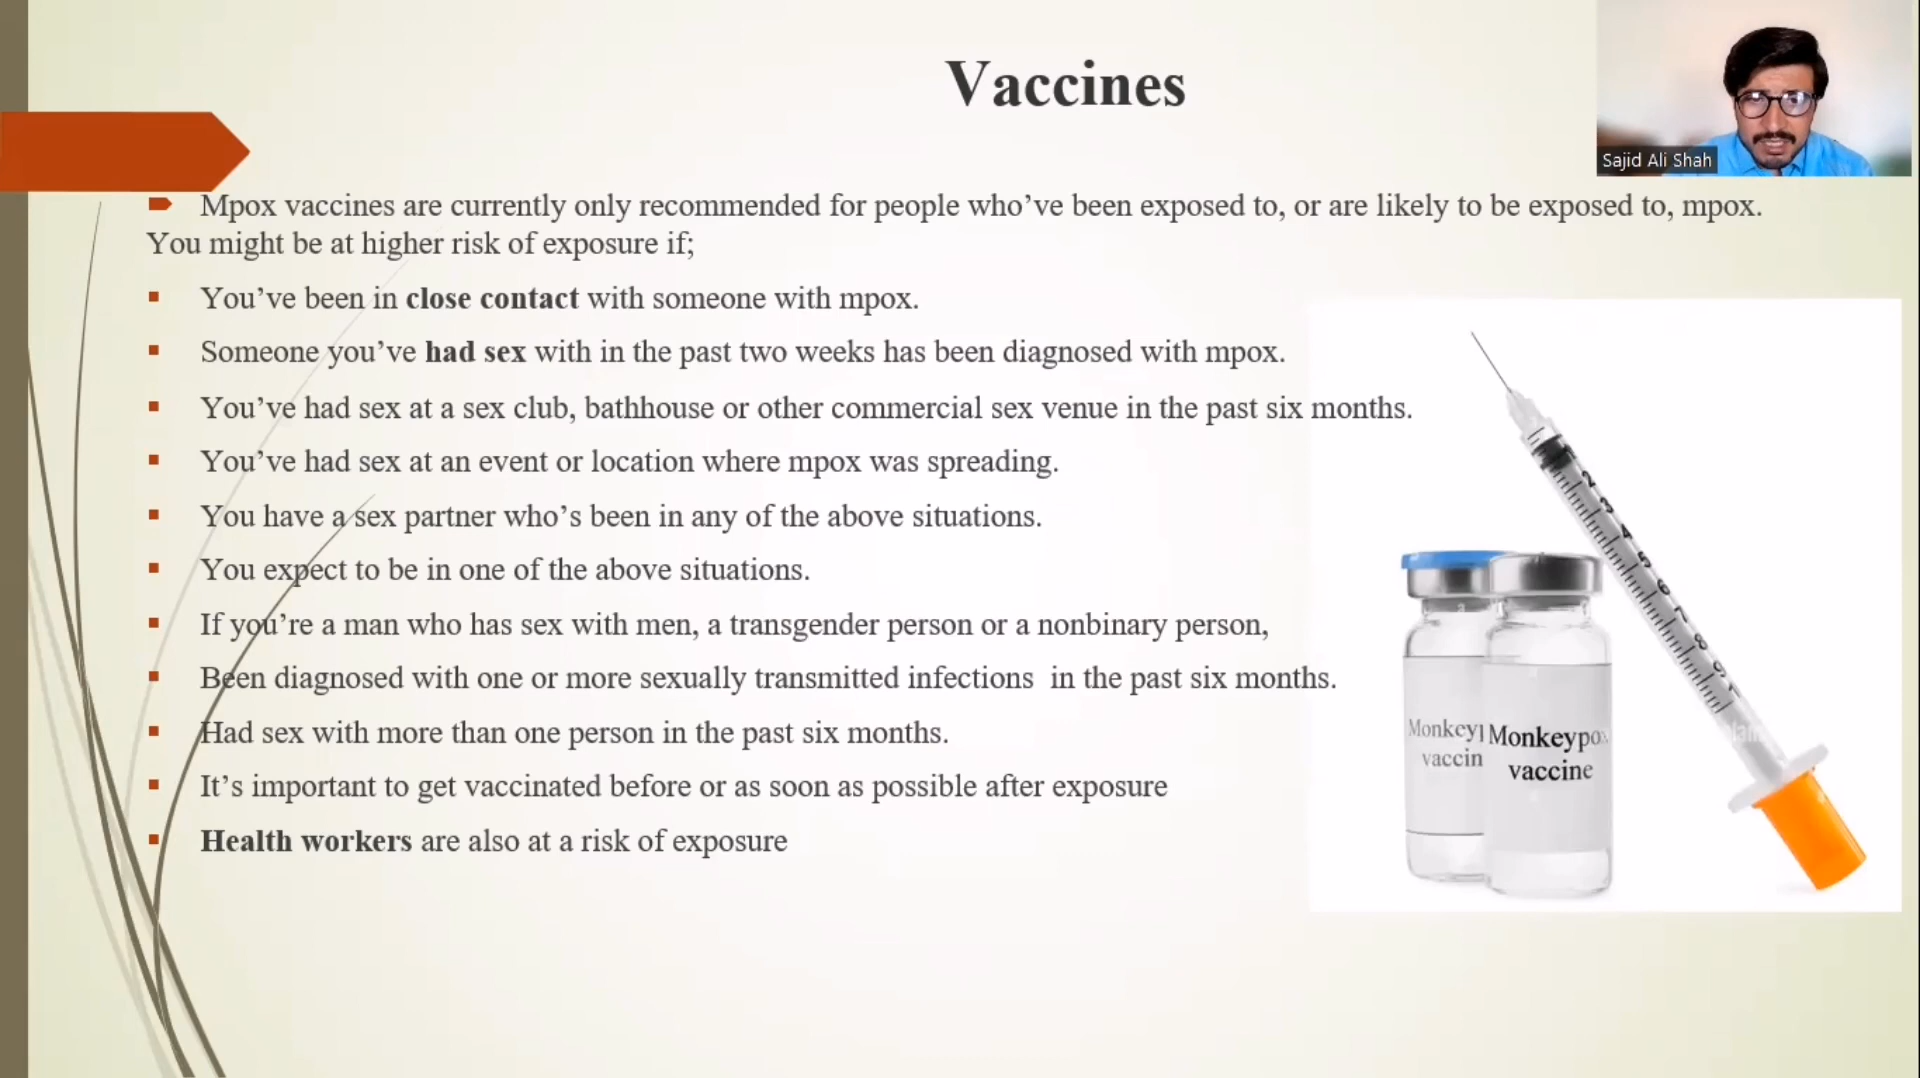 Vaccines
Sajid Ali Shah
Mpox vaccines are currently only recommended for people who’ve been exposed to, or are likely to be exposed to, mpox.
You might be at higher risk of exposure if;
You’ve been in close contact with someone with mpox.
Someone you’ve had sex with in the past two weeks has been diagnosed with mpox.
You’ve had sex at a sex club, bathhouse or other commercial sex venue in the past six months.
You’ve had sex at an event or location where mpox was spreading.
You have a sex partner who’s been in any of the above situations.
You expect to be in one of the above situations.
If you’re a man who has sex with men, a transgender person or a nonbinary person,
Been diagnosed with one or more sexually transmitted infections in the past six months.
Had sex with more than one person in the past six months.
It’s important to get vaccinated before or as soon as possible after exposure
Health workers are also at a risk of exposure
Monkeyp
vaccin
Monkeypo
vaccine
2
3
4
5
6
7
8
9